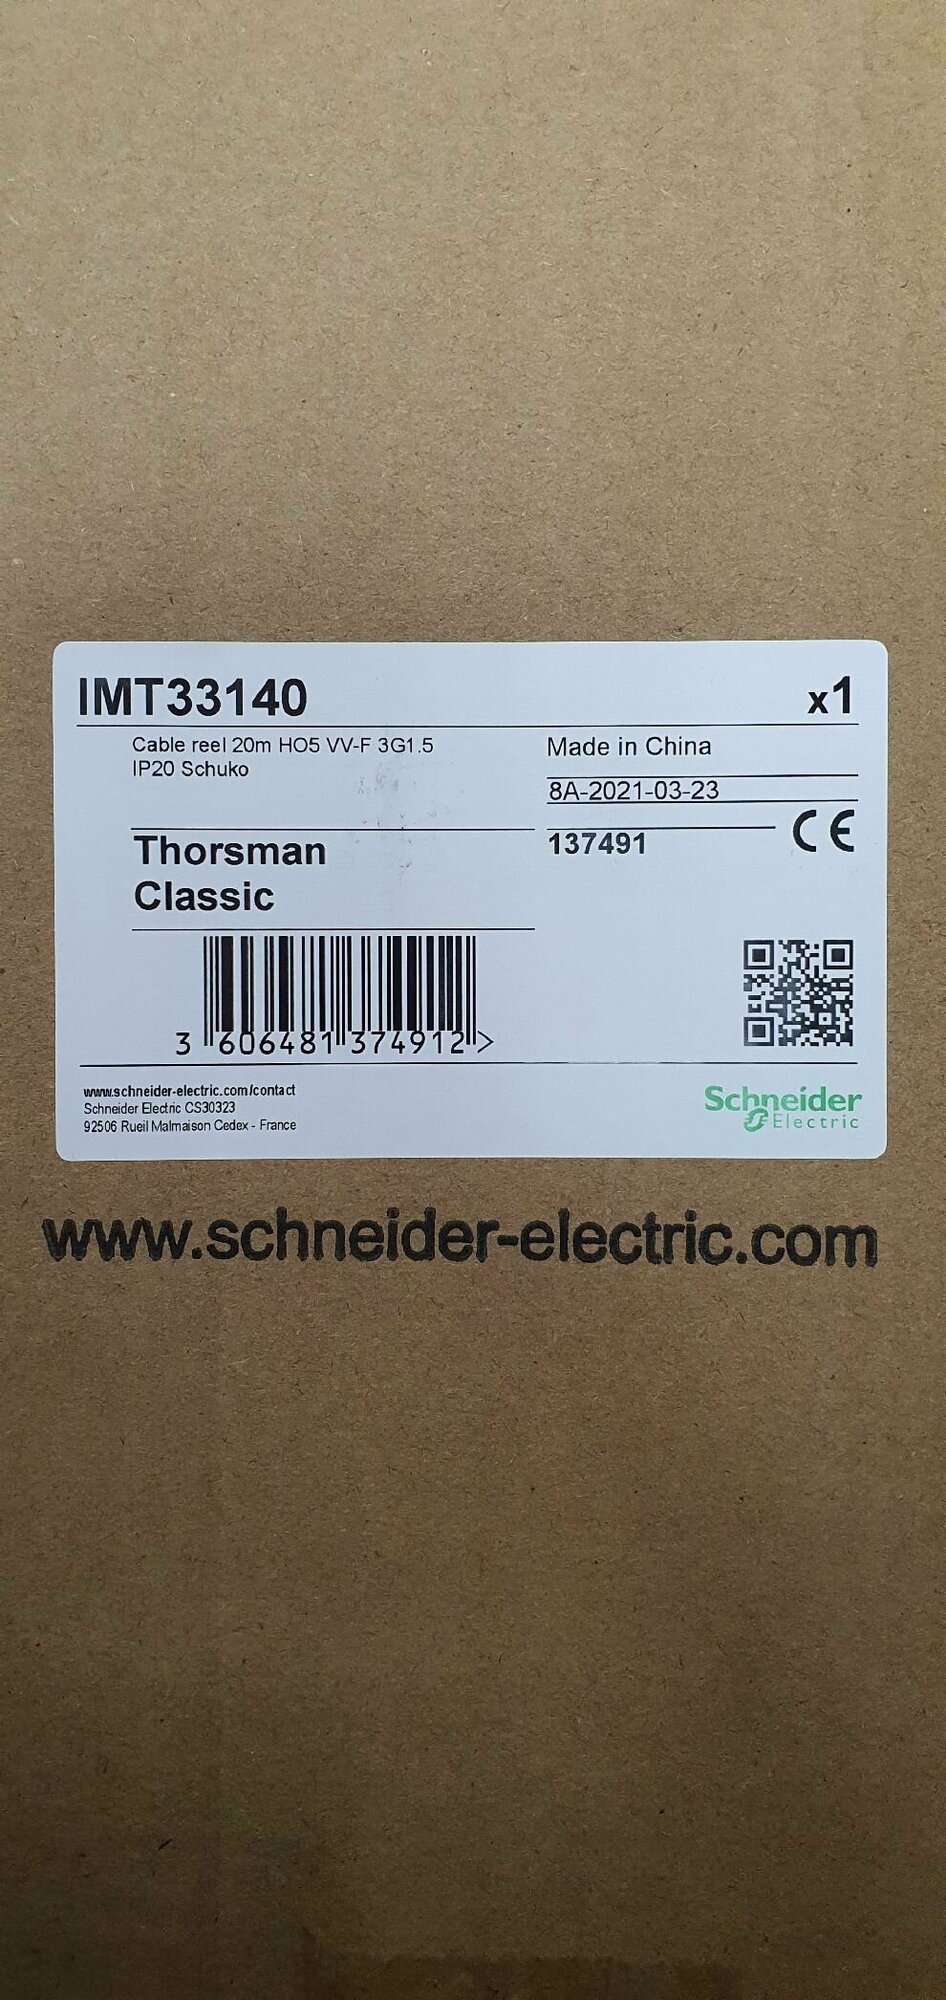 IMT33140
x1
Cable reel 20m HO5 VV-F 3G1.5
IP20 Schuko
Made in China
8A-2021-03-23
137491
CE
Thorsman
Classic
3 606481 374912 >
www.schneider-electric.com/contact
Schneider Electric CS30323
92506 Rueil Malmaison Cedex - France
Schneider
Electric
www.schneider-electric.com